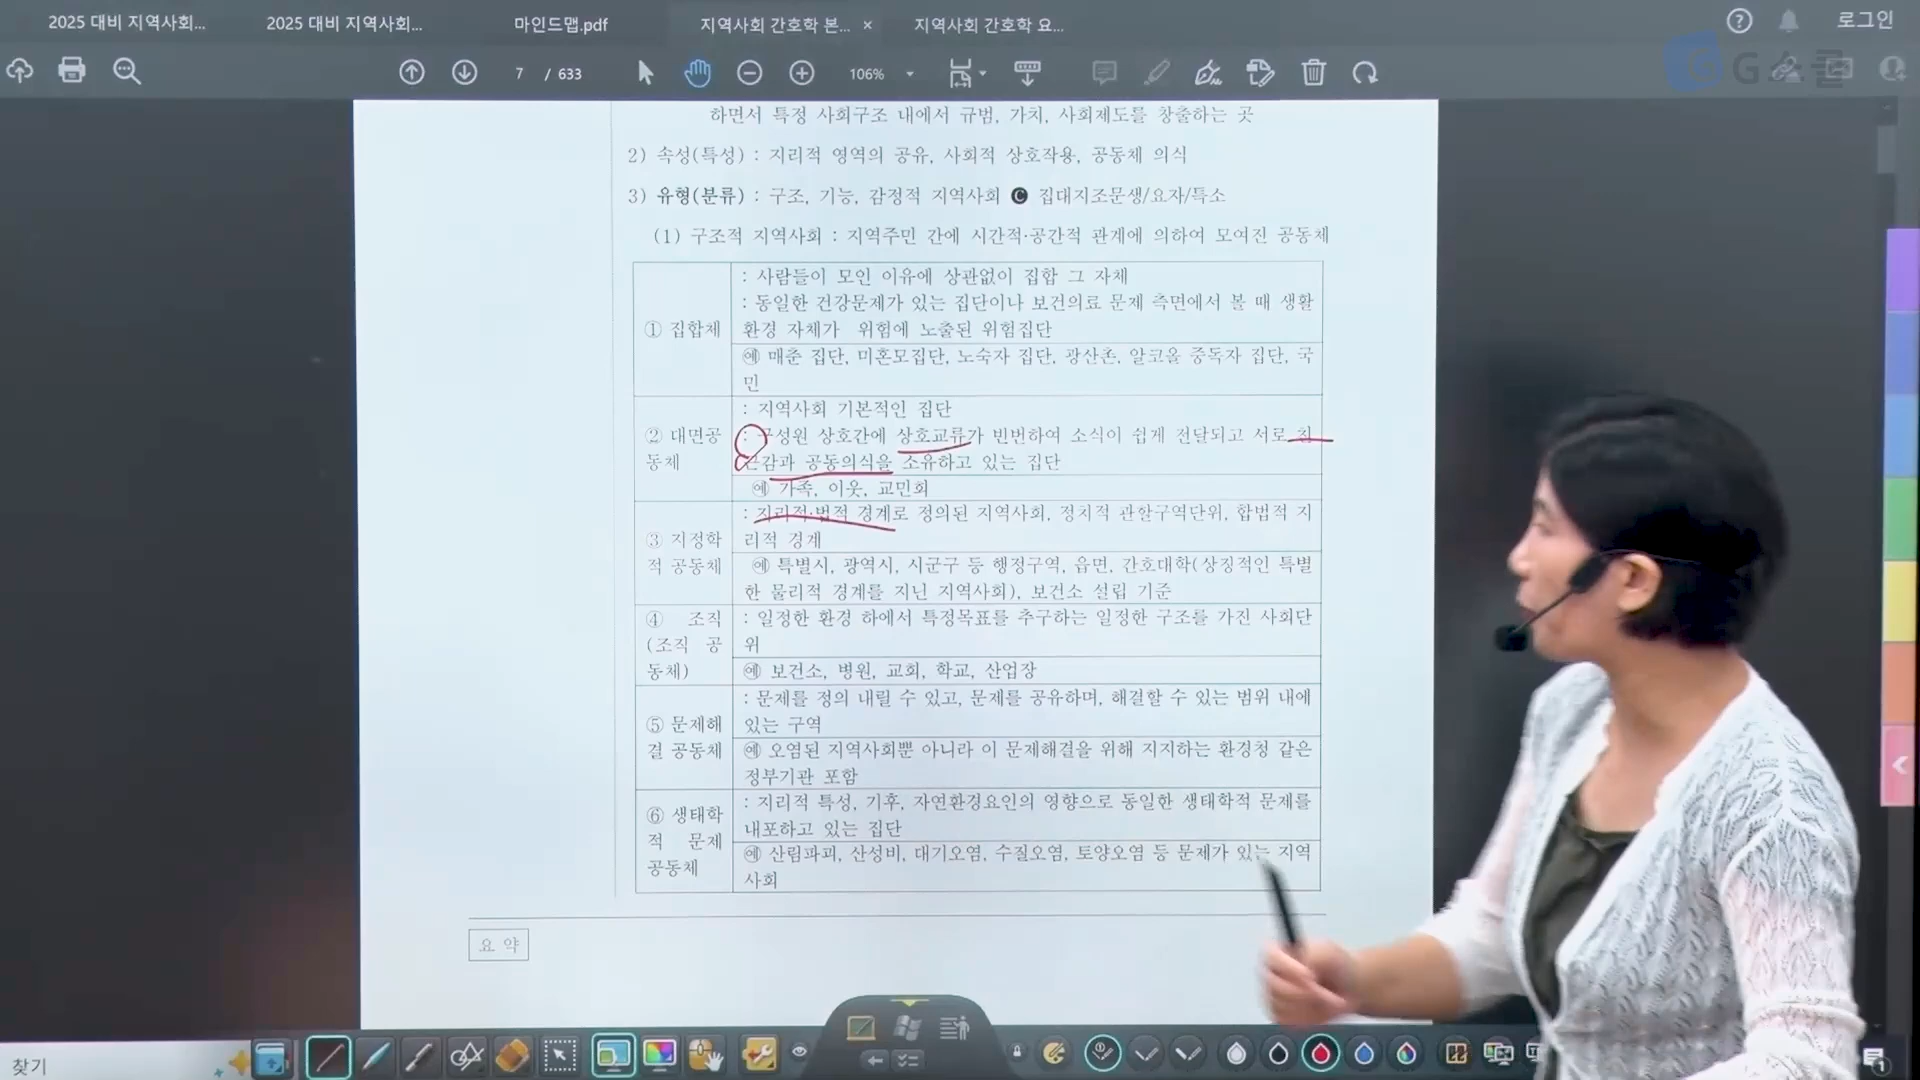 2025 대비 지역사회...
2025 대비 지역사회...
마인드맵.pdf
지역사회 간호학 본... ×
지역사회 간호학 요...
로그인
7 / 633
106%
G스쿨
하면서 특정 사회구조 내에서 규범, 가치, 사회제도를 창출하는 곳
2) 속성(특성) : 지리적 영역의 공유, 사회적 상호작용, 공동체 의식
3) 유형(분류) : 구조, 기능, 감정적 지역사회 C 집대지조문생/요자/특소
(1) 구조적 지역사회 : 지역주민 간에 시간적·공간적 관계에 의하여 모여진 공동체
① 집합체
: 사람들이 모인 이유에 상관없이 집합 그 자체
: 동일한 건강문제가 있는 집단이나 보건의료 문제 측면에서 볼 때 생활
환경 자체가 위험에 노출된 위험집단
예 매춘 집단, 미혼모집단, 노숙자 집단, 광산촌, 알코올 중독자 집단, 국
민
② 대면공
동체
: 지역사회 기본적인 집단
: 구성원 상호간에 상호교류가 빈번하여 소식이 쉽게 전달되고 서로 친
근감과 공동의식을 소유하고 있는 집단
예 가족, 이웃, 교민회
③ 지정학
적 공동체
: 지리적·법적 경계로 정의된 지역사회, 정치적 관할구역단위, 합법적 지
리적 경계
예 특별시, 광역시, 시군구 등 행정구역, 읍면, 간호대학(상징적인 특별
한 물리적 경계를 지닌 지역사회), 보건소 설립 기준
④ 조직
(조직 공
동체)
: 일정한 환경 하에서 특정목표를 추구하는 일정한 구조를 가진 사회단
위
예 보건소, 병원, 교회, 학교, 산업장
⑤ 문제해
결 공동체
: 문제를 정의 내릴 수 있고, 문제를 공유하며, 해결할 수 있는 범위 내에
있는 구역
예 오염된 지역사회뿐 아니라 이 문제해결을 위해 지지하는 환경청 같은
정부기관 포함
⑥ 생태학
적 문제
공동체
: 지리적 특성, 기후, 자연환경요인의 영향으로 동일한 생태학적 문제를
내포하고 있는 집단
예 산림파괴, 산성비, 대기오염, 수질오염, 토양오염 등 문제가 있는 지역
사회
요 약
찾기